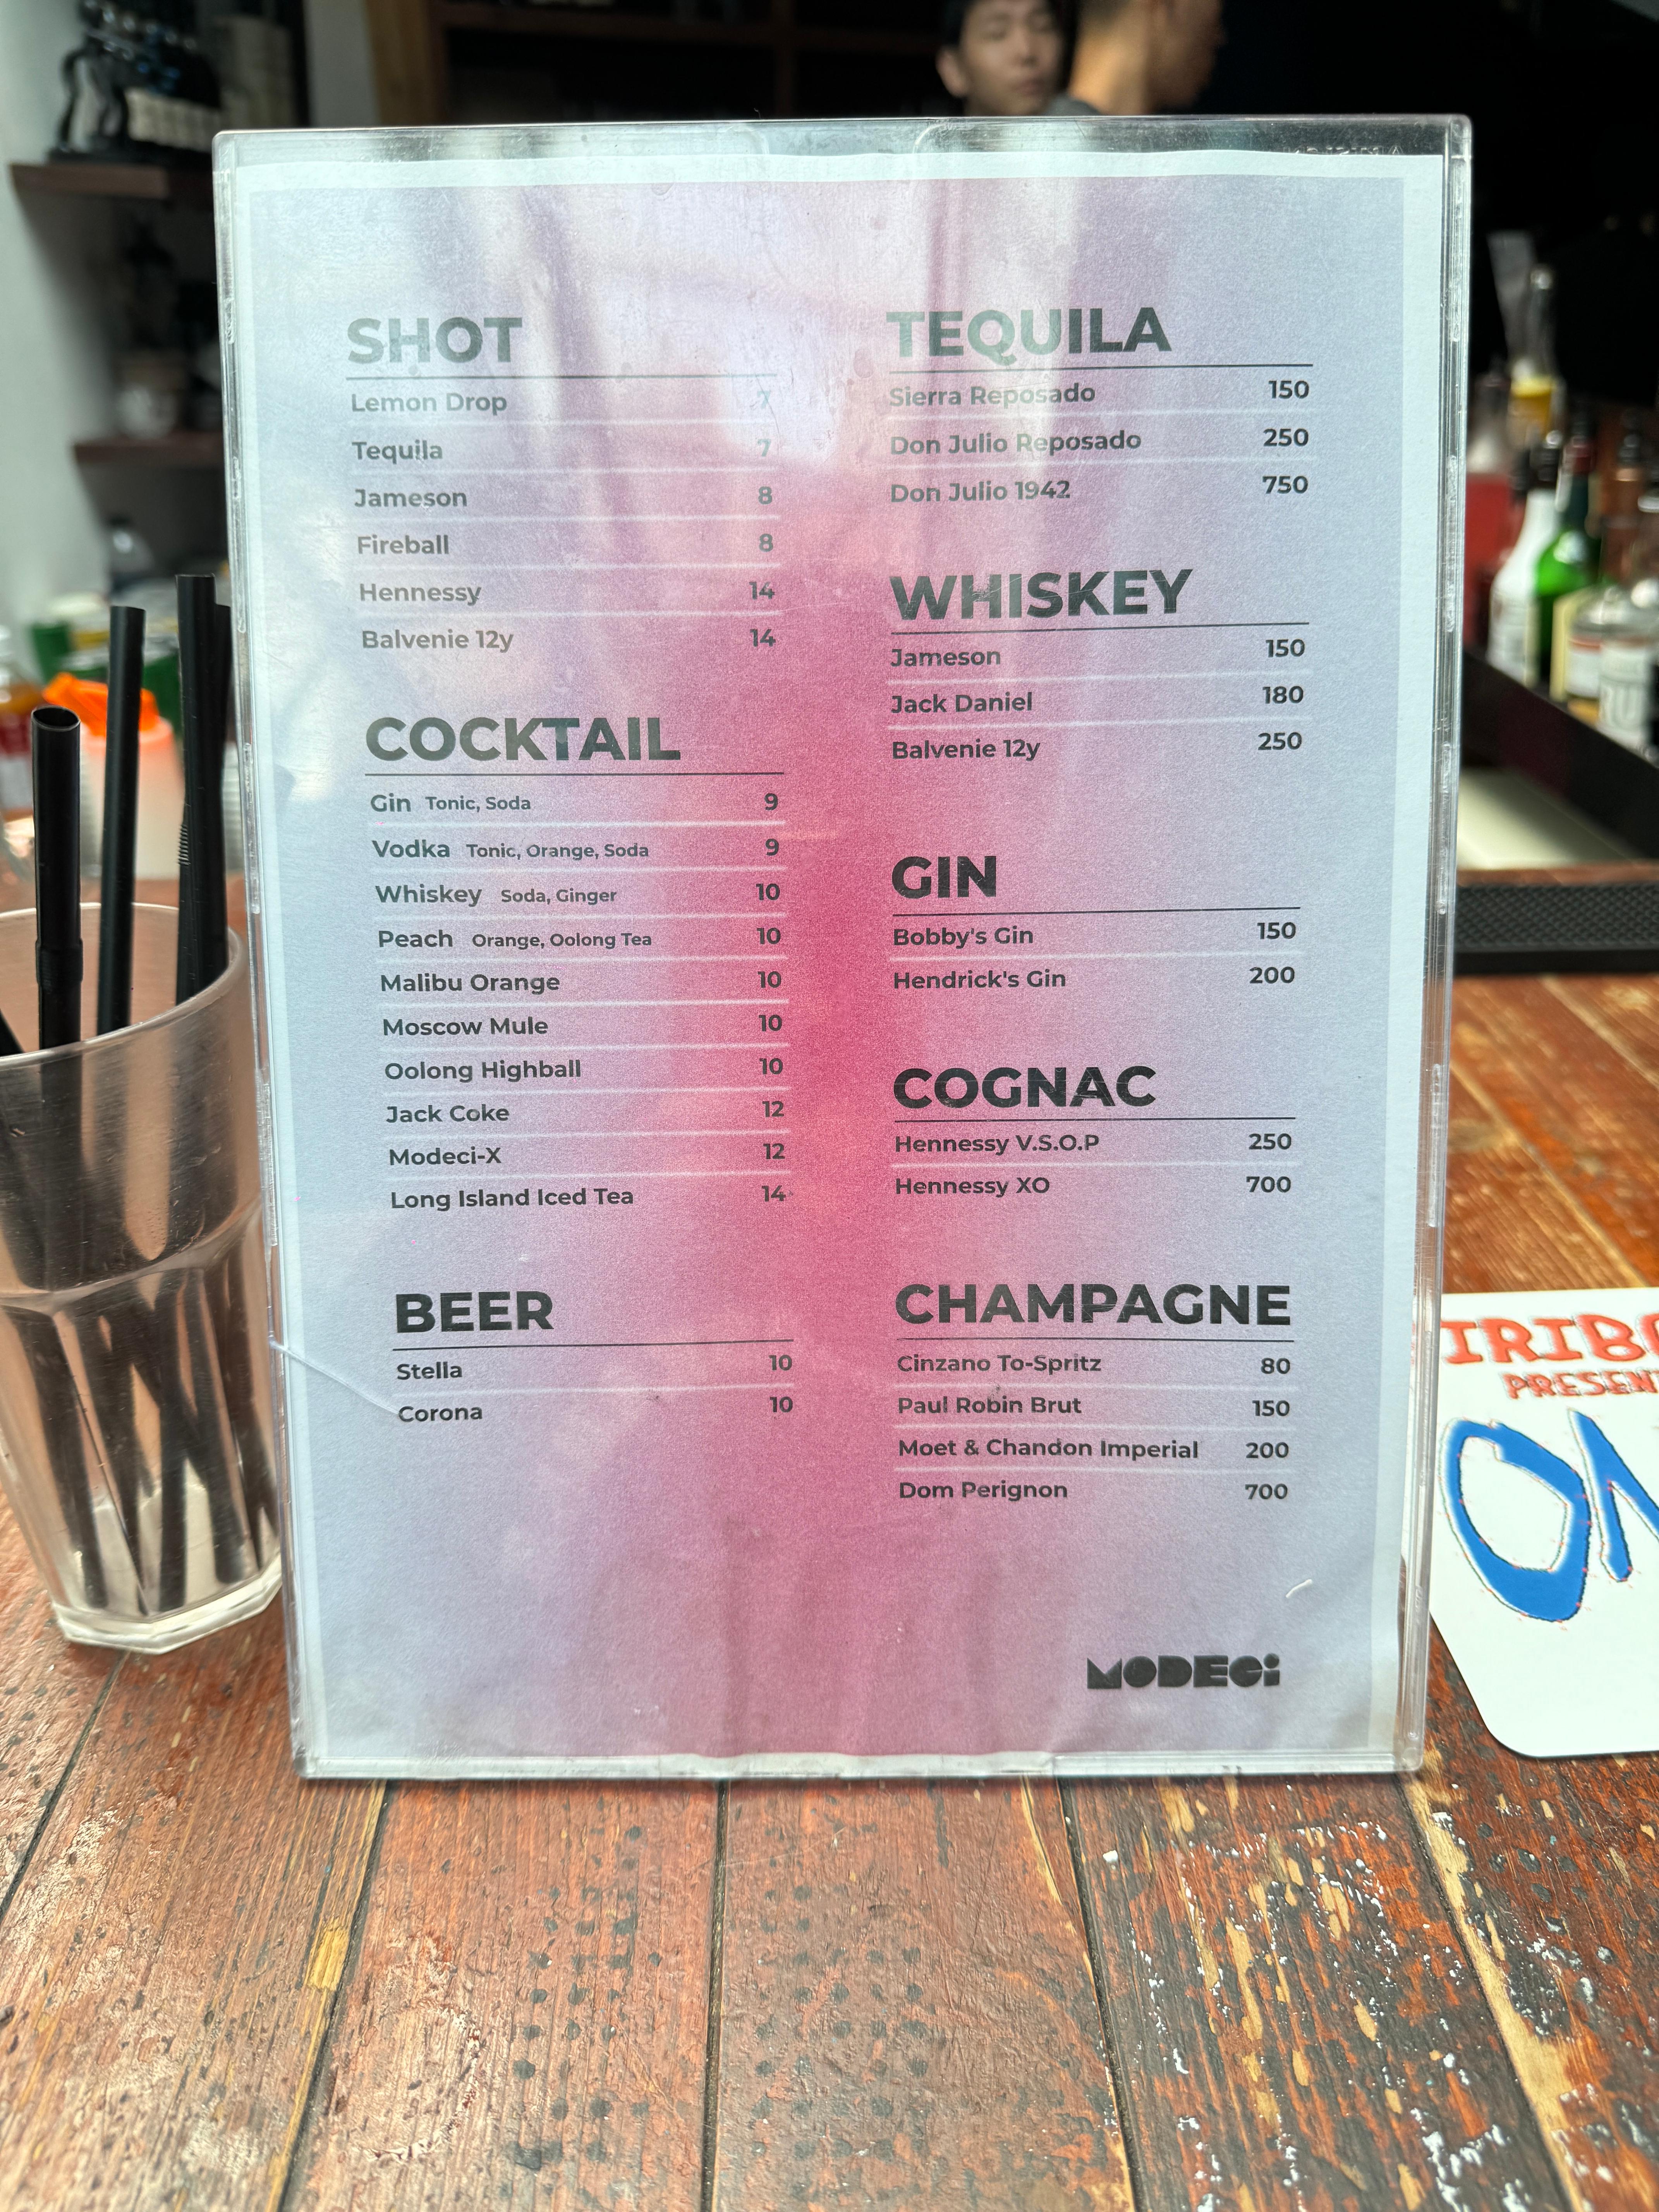 SHOT
Lemon Drop 7
Tequila 7
Jameson 8
Fireball 8
Hennessy 14
Balvenie 12y 14
COCKTAIL
Gin Tonic, Soda 9
Vodka Tonic, Orange, Soda 9
Whiskey Soda, Ginger 10
Peach Orange, Oolong Tea 10
Malibu Orange 10
Moscow Mule 10
Oolong Highball 10
Jack Coke 12
Modeci-X 12
Long Island Iced Tea 14
BEER
Stella 10
Corona 10
TEQUILA
Sierra Reposado 150
Don Julio Reposado 250
Don Julio 1942 750
WHISKEY
Jameson 150
Jack Daniel 180
Balvenie 12y 250
GIN
Bobby's Gin 150
Hendrick's Gin 200
COGNAC
Hennessy V.S.O.P 250
Hennessy XO 700
CHAMPAGNE
Cinzano To-Spritz 80
Paul Robin Brut 150
Moet & Chandon Imperial 200
Dom Perignon 700
MODECi